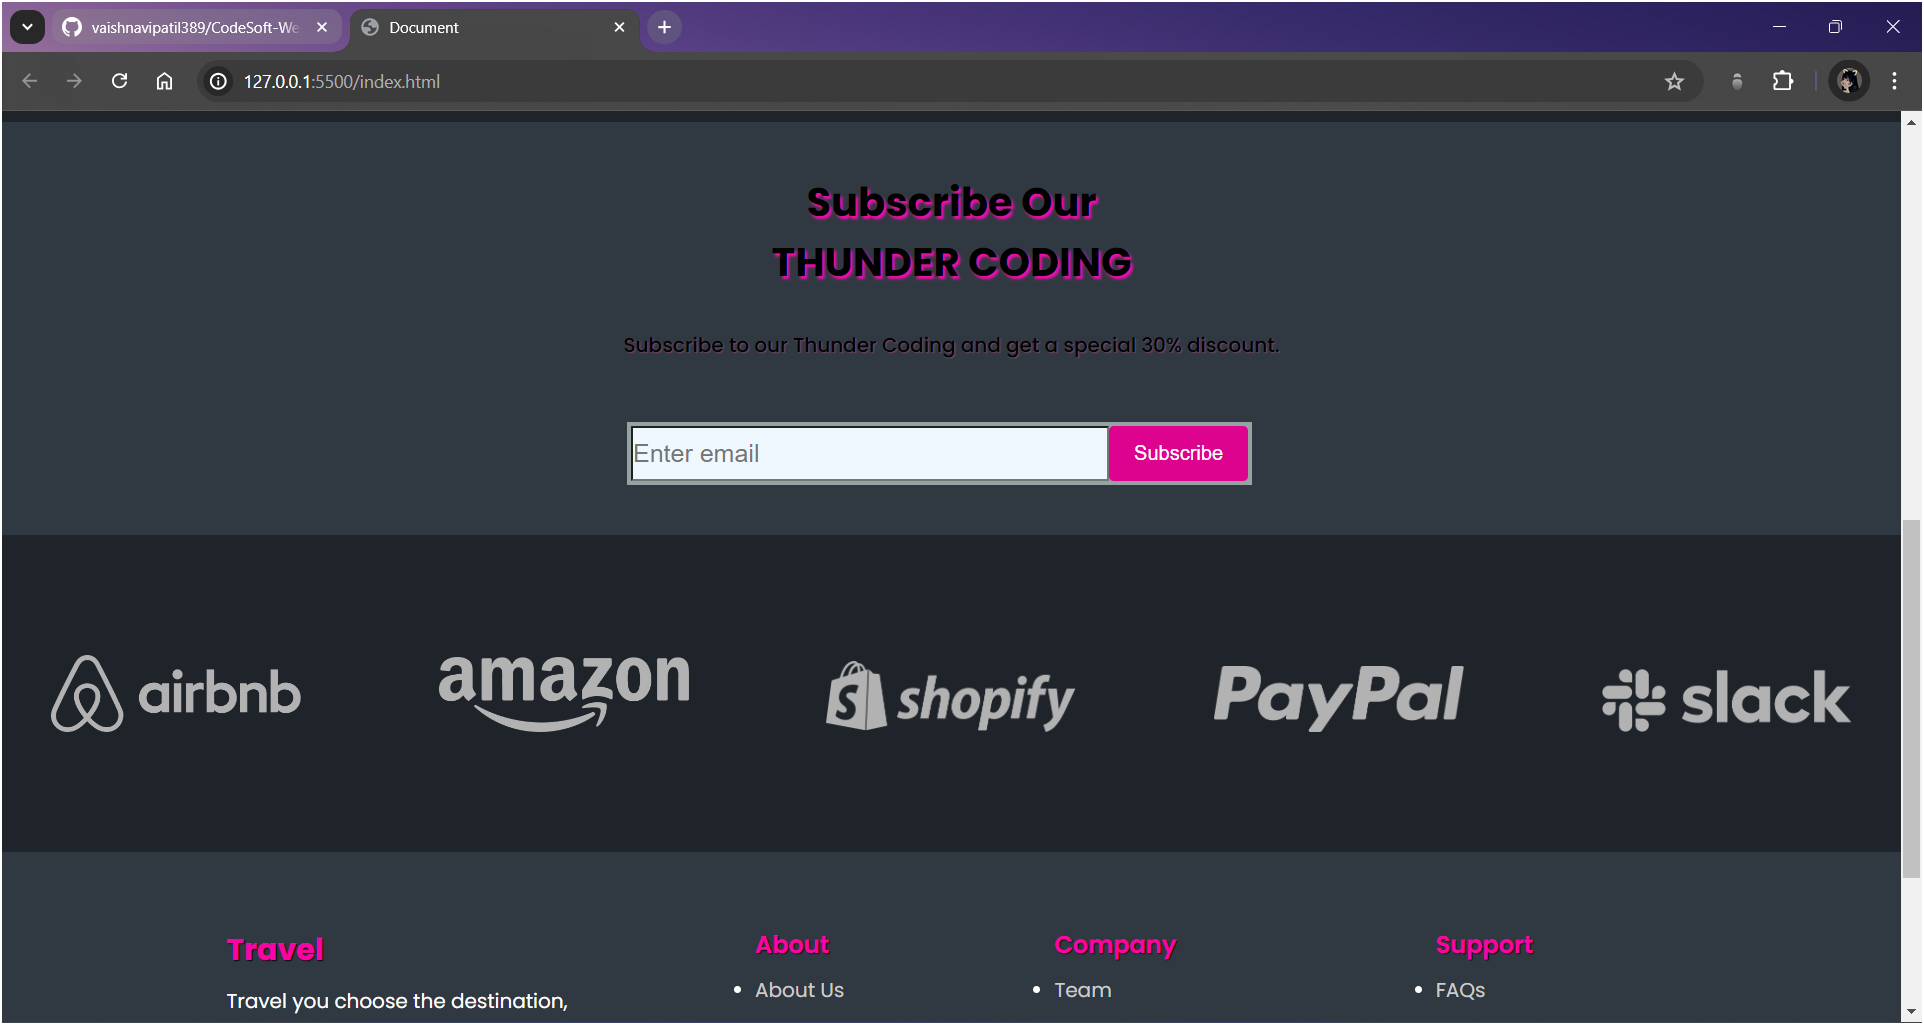 vaishnavipatil389/CodeSoft-We
Document
127.0.0.1:5500/index.html
Subscribe Our
THUNDER CODING
Subscribe to our Thunder Coding and get a special 30% discount.
Enter email
Subscribe
airbnb
amazon
shopify
PayPal
slack
Travel
About
Company
Support
Travel you choose the destination,
About Us
Team
FAQs